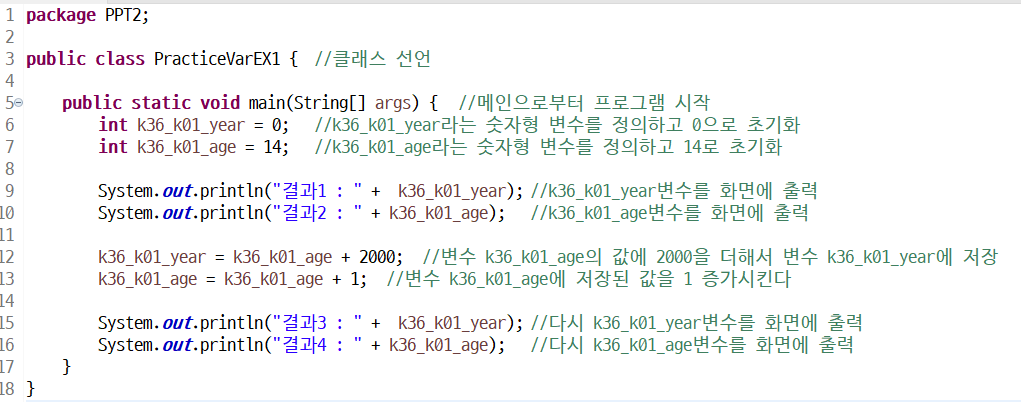 1 package PPT2;
2
3 public class PracticeVarEX1 { //클래스 선언
4
5 public static void main(String[] args) { //메인으로부터 프로그램 시작
6 int k36_k01_year = 0; //k36_k01_year라는 숫자형 변수를 정의하고 0으로 초기화
7 int k36_k01_age = 14; //k36_k01_age라는 숫자형 변수를 정의하고 14로 초기화
8
9 System.out.println("결과1 : " + k36_k01_year); //k36_k01_year변수를 화면에 출력
10 System.out.println("결과2 : " + k36_k01_age); //k36_k01_age변수를 화면에 출력
11
12 k36_k01_year = k36_k01_age + 2000; //변수 k36_k01_age의 값에 2000을 더해서 변수 k36_k01_year에 저장
13 k36_k01_age = k36_k01_age + 1; //변수 k36_k01_age에 저장된 값을 1 증가시킨다
14
15 System.out.println("결과3 : " + k36_k01_year); //다시 k36_k01_year변수를 화면에 출력
16 System.out.println("결과4 : " + k36_k01_age); //다시 k36_k01_age변수를 화면에 출력
17 }
18 }